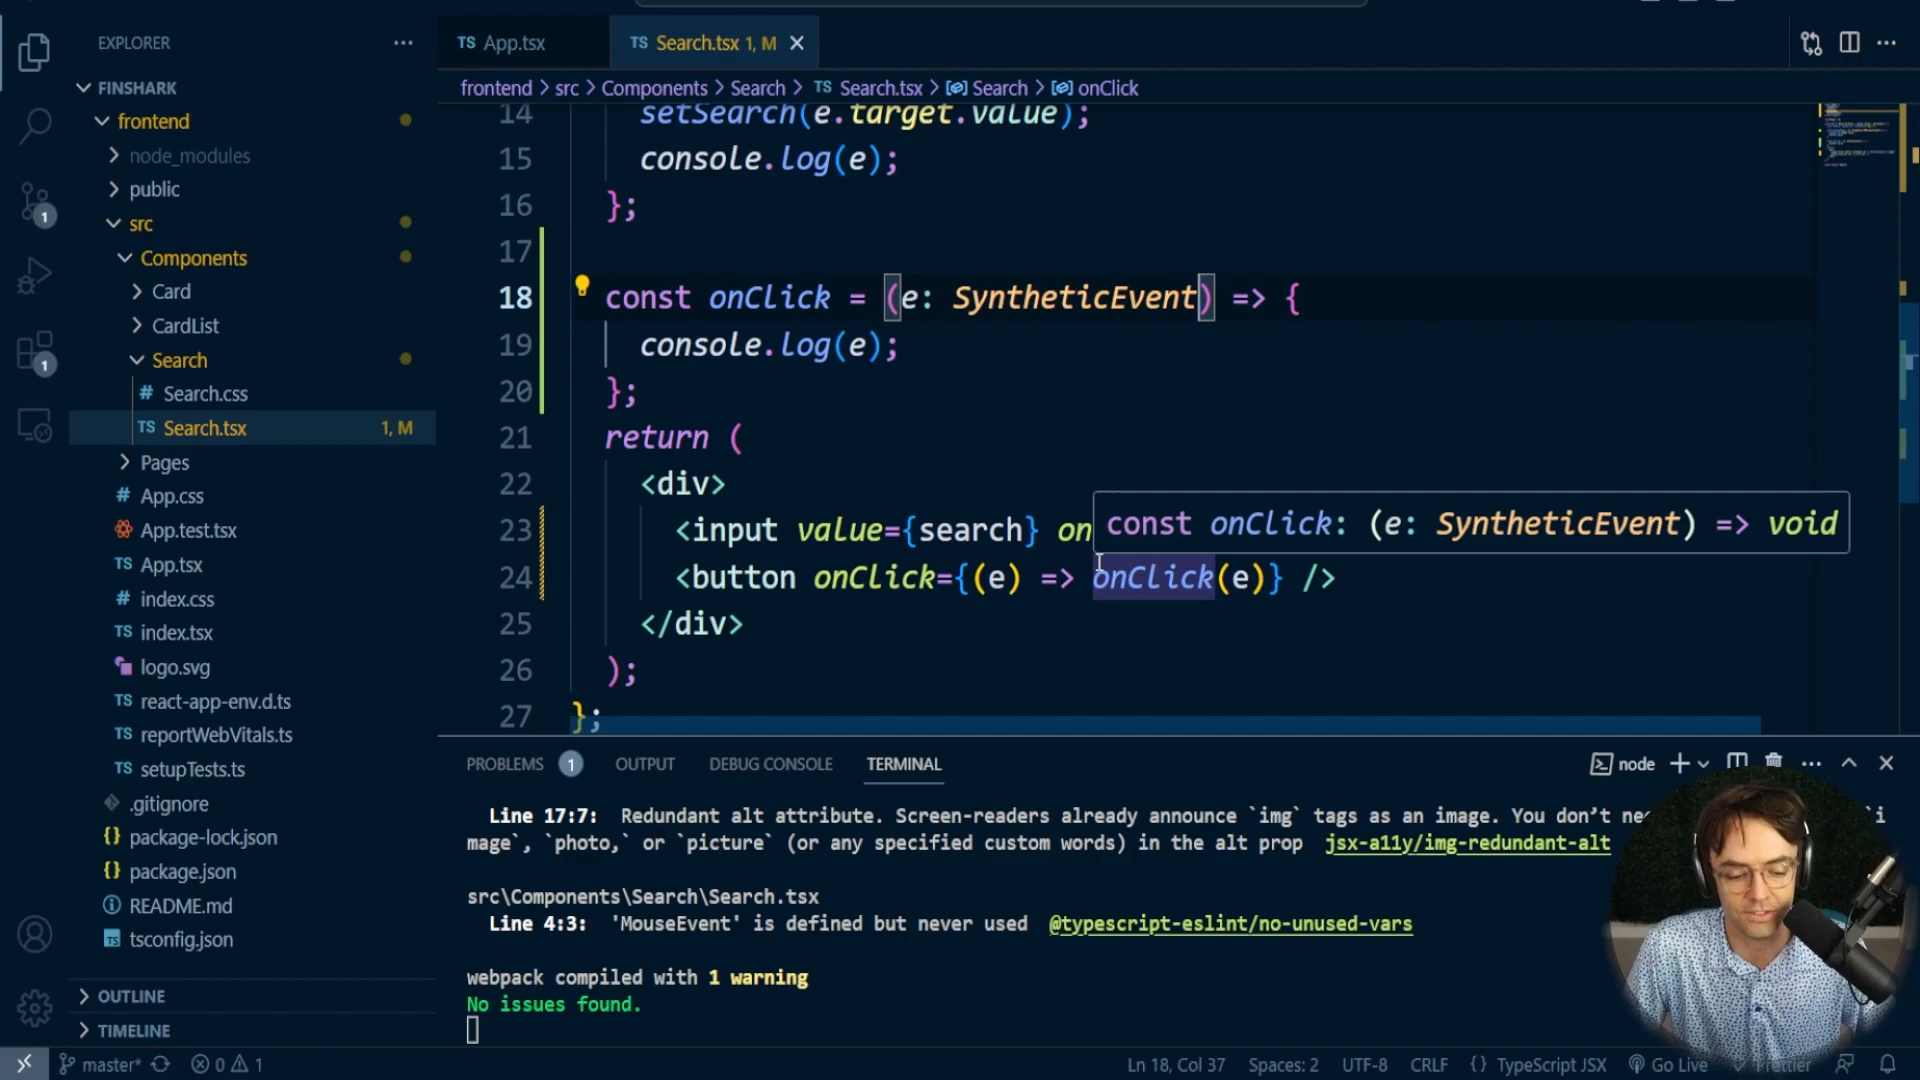 EXPLORER
FINSHARK
frontend
node_modules
public
src
Components
Card
CardList
Search
# Search.css
TS Search.tsx 1, M
Pages
# App.css
App.test.tsx
TS App.tsx
# index.css
TS index.tsx
logo.svg
TS react-app-env.d.ts
TS reportWebVitals.ts
TS setupTests.ts
.gitignore
{} package-lock.json
{} package.json
README.md
tsconfig.json
OUTLINE
TIMELINE
1
1
TS App.tsx
TS Search.tsx 1, M
frontend > src > Components > Search > TS Search.tsx > Search > onClick
14 setSearch(e.target.value);
15 console.log(e);
16 };
17
18 const onClick = (e: SyntheticEvent) => {
19 console.log(e);
20 };
21 return (
22 <div>
23 <input value={search} on
const onClick: (e: SyntheticEvent) => void
24 <button onClick={(e) => onClick(e)} />
25 </div>
26 );
27 };
PROBLEMS 1 OUTPUT DEBUG CONSOLE TERMINAL
node
Line 17:7: Redundant alt attribute. Screen-readers already announce `img` tags as an image. You don't
mage`, `photo,` or `picture` (or any specified custom words) in the alt prop jsx-a11y/img-redundant-alt
src\Components\Search\Search.tsx
Line 4:3: 'MouseEvent' is defined but never used @typescript-eslint/no-unused-vars
webpack compiled with 1 warning
No issues found.
master* 0 1
Ln 18, Col 37 Spaces: 2 UTF-8 CRLF {} TypeScript JSX Go Live